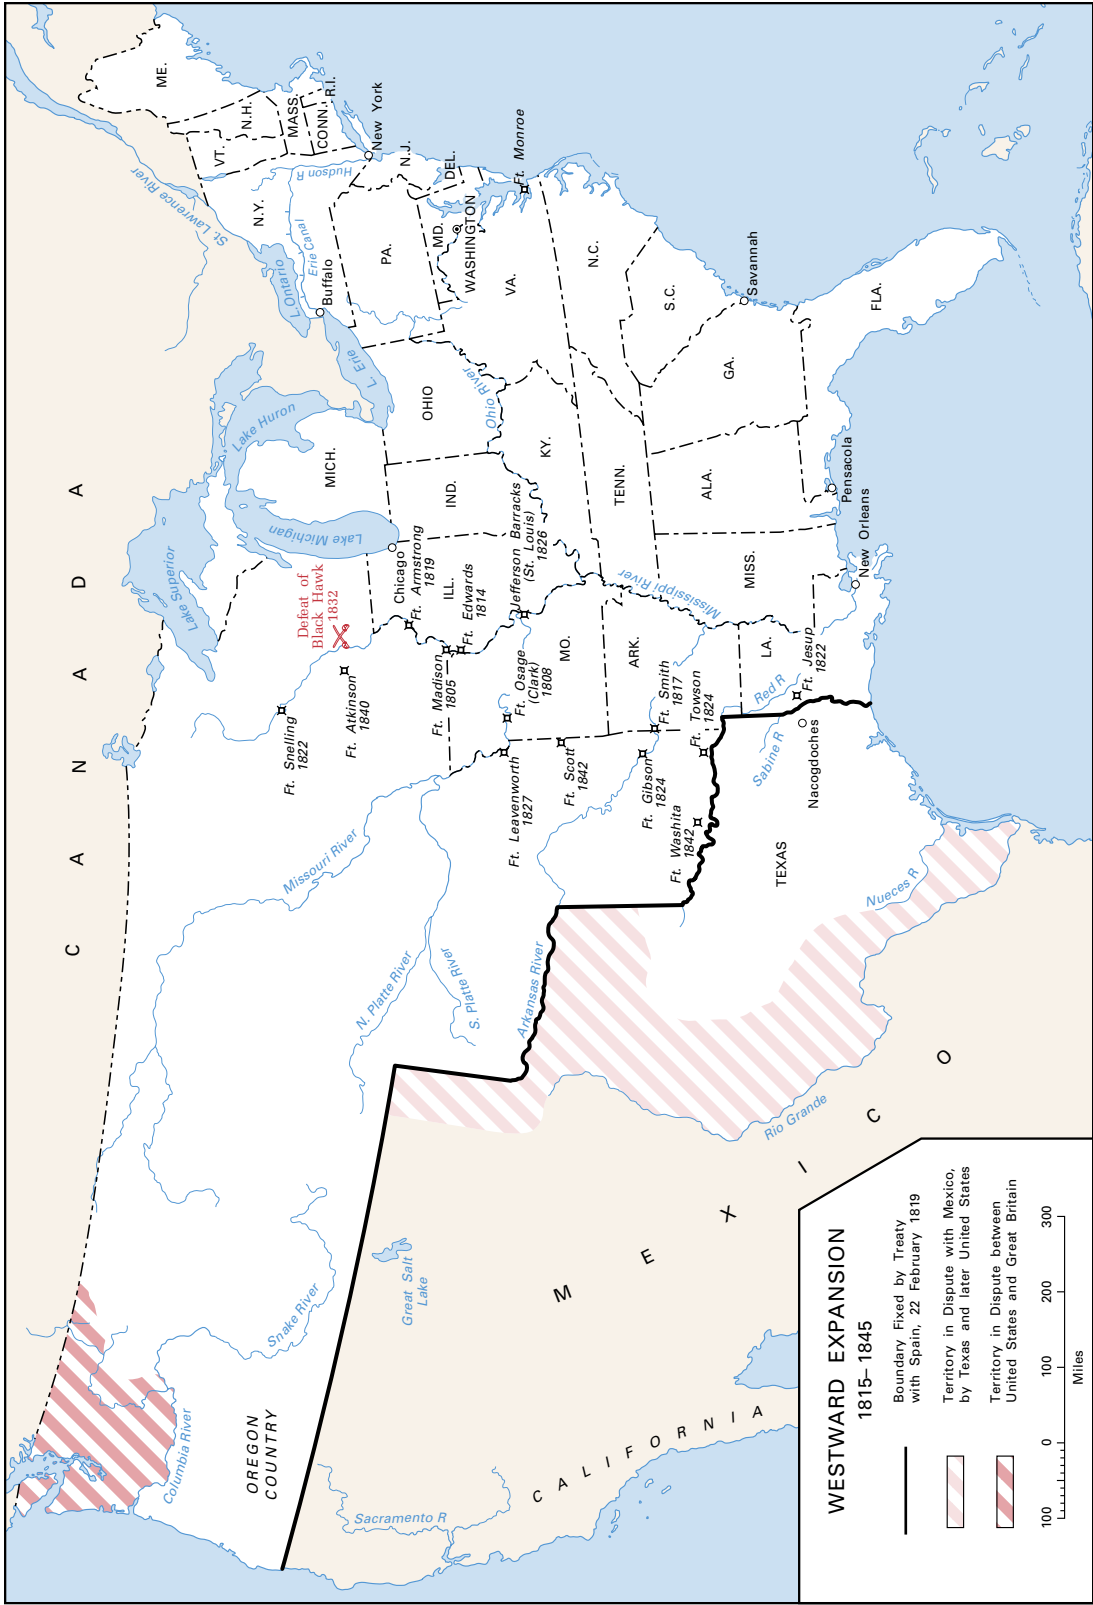 C A N A D A
St. Lawrence River
ME.
VT.
N.H.
MASS.
CONN.
R.I.
N.Y.
Hudson R
New York
Erie Canal
L. Ontario
Buffalo
L. Erie
PA.
N.J.
DEL.
MD.
WASHINGTON
Ft. Monroe
VA.
N.C.
S.C.
Savannah
GA.
FLA.
Lake Superior
Lake Huron
Lake Michigan
MICH.
OHIO
Ohio River
IND.
KY.
TENN.
ALA.
Pensacola
New Orleans
MISS.
Mississippi River
Chicago
ILL.
Defeat of
Black Hawk
1832
Ft. Armstrong
1819
Ft. Edwards
1814
Jefferson Barracks
(St. Louis)
1826
Ft. Snelling
1822
Ft. Atkinson
1840
Ft. Madison
1805
Ft. Osage
(Clark)
1808
MO.
ARK.
LA.
Ft. Smith
1817
Ft. Towson
1824
Red R
Ft. Jesup
1822
Ft. Leavenworth
1827
Ft. Scott
1842
Ft. Gibson
1824
Ft. Washita
1842
Sabine R
Nacogdoches
TEXAS
Nueces R
Missouri River
N. Platte River
S. Platte River
Arkansas River
Rio Grande
M E X I C O
Great Salt
Lake
Snake River
Columbia River
OREGON
COUNTRY
Sacramento R
C A L I F O R N I A
WESTWARD EXPANSION
1815–1845
Boundary Fixed by Treaty
with Spain, 22 February 1819
Territory in Dispute with Mexico,
by Texas and later United States
Territory in Dispute between
United States and Great Britain
100 0 100 200 300
Miles